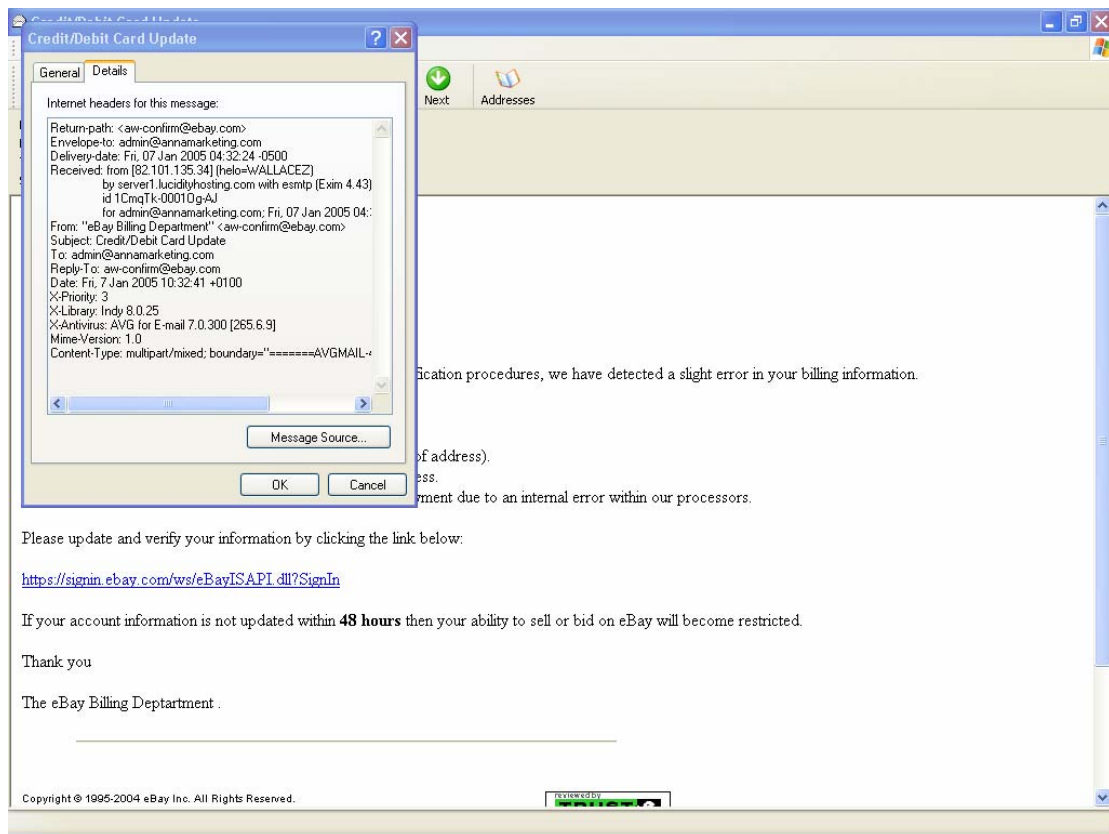 Credit/Debit Card Update
Credit/Debit Card Update
General Details
Next Addresses
Internet headers for this message:
Return-path: <aw-confirm@ebay.com>
Envelope-to: admin@annamarketing.com
Delivery-date: Fri, 07 Jan 2005 04:32:24 -0500
Received: from [82.101.135.34] (helo=WALLACEZ)
by server1.lucidityhosting.com with esmtp (Exim 4.43)
id 1CmqTk-0001Og-AJ
for admin@annamarketing.com; Fri, 07 Jan 2005 04:
From: "eBay Billing Department" <aw-confirm@ebay.com>
Subject: Credit/Debit Card Update
To: admin@annamarketing.com
Reply-To: aw-confirm@ebay.com
Date: Fri, 7 Jan 2005 10:32:41 +0100
X-Priority: 3
X-Library: Indy 8.0.25
X-Antivirus: AVG for E-mail 7.0.300 [265.6.9]
Mime-Version: 1.0
Content-Type: multipart/mixed; boundary="=======AVGMAIL-
Message Source...
OK Cancel
fication procedures, we have detected a slight error in your billing information.
of address).
ess.
yment due to an internal error within our processors.
Please update and verify your information by clicking the link below:
https://signin.ebay.com/ws/eBayISAPI.dll?SignIn
If your account information is not updated within 48 hours then your ability to sell or bid on eBay will become restricted.
Thank you
The eBay Billing Deptartment .
Copyright © 1995-2004 eBay Inc. All Rights Reserved.
reviewed by